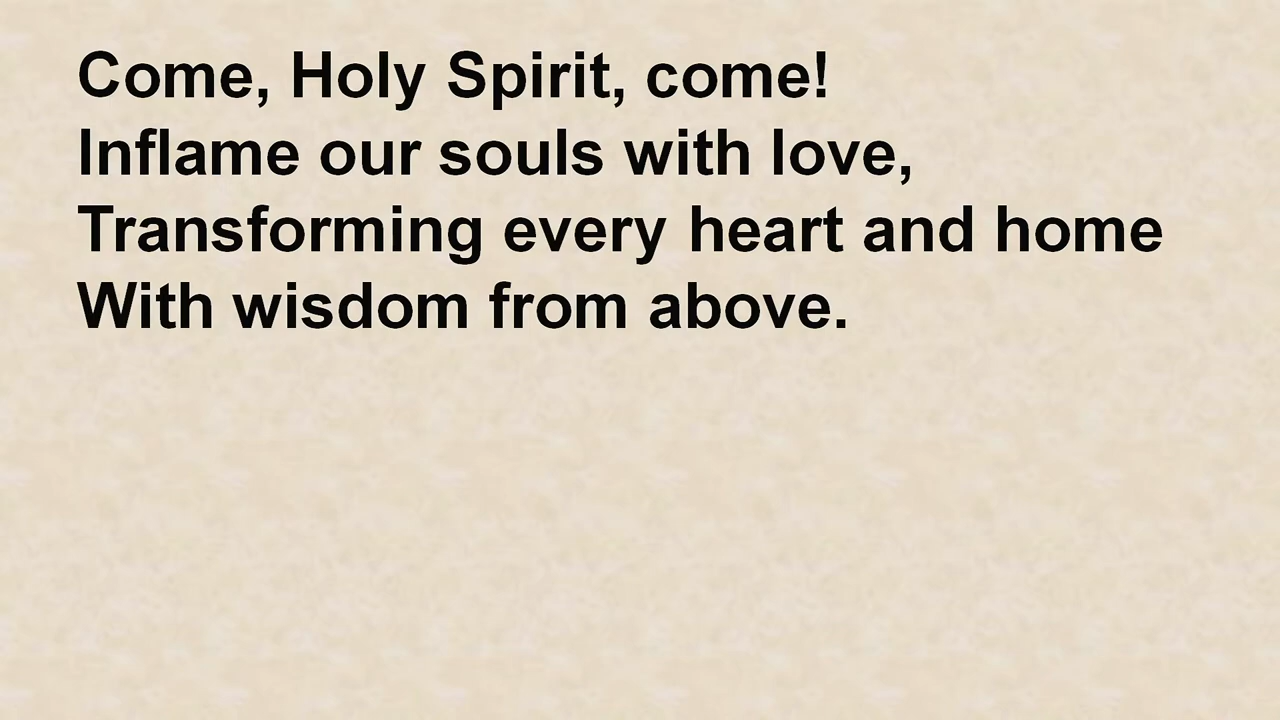 Come, Holy Spirit, come!
Inflame our souls with love,
Transforming every heart and home
With wisdom from above.